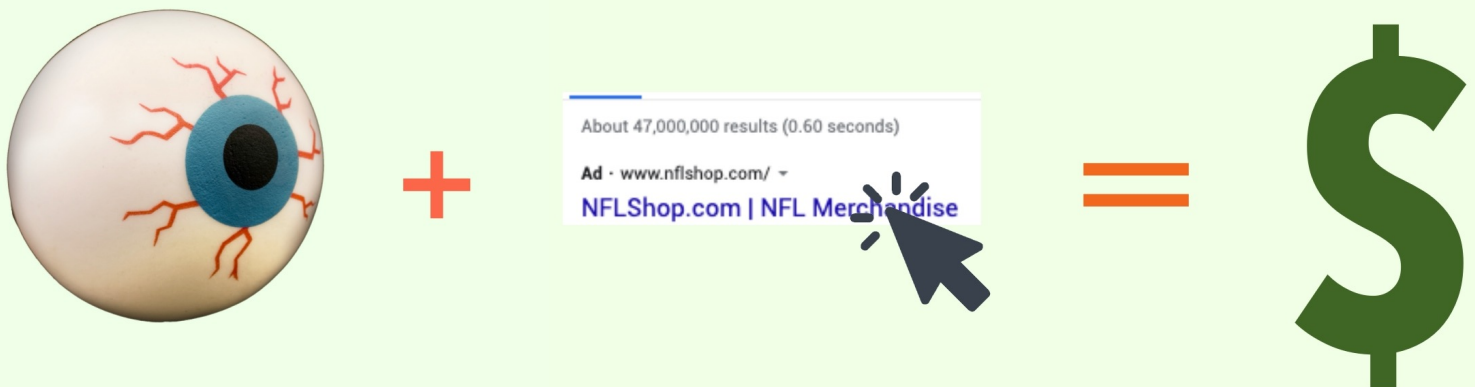 About 47,000,000 results (0.60 seconds)
Ad · www.nflshop.com/
NFLShop.com | NFL Merchandise
+
=
$